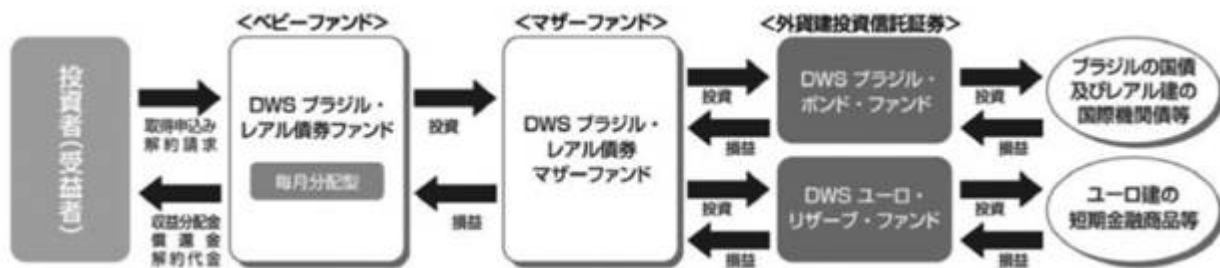 <ベビーファンド>
<マザーファンド>
<外貨建投資信託証券>
投資者(受益者)
取得申込み
解約請求
収益分配金
償還金
解約代金
DWS ブラジル・
レアル債券ファンド
毎月分配型
投資
損益
DWS ブラジル・
レアル債券
マザーファンド
投資
損益
投資
損益
DWS ブラジル・
ボンド・ファンド
DWS ユーロ・
リザーブ・ファンド
投資
損益
投資
損益
ブラジルの国債
及びレアル建の
国際機関債等
ユーロ建の
短期金融商品等